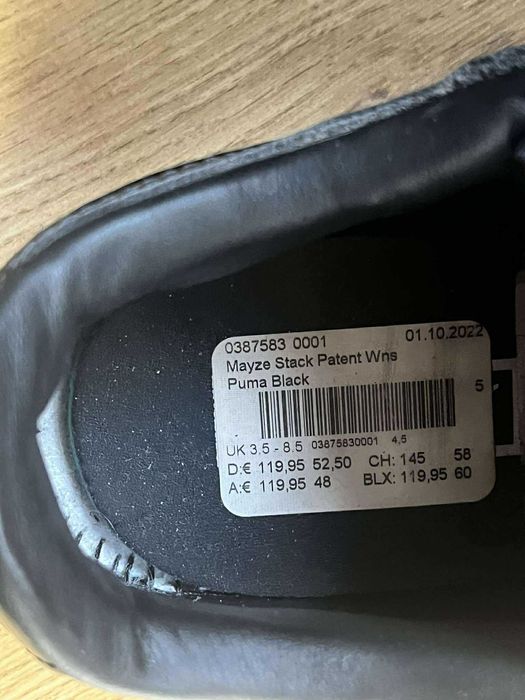 0387583 0001 01.10.2022
Mayze Stack Patent Wns
Puma Black
5
UK 3.5 - 8.5 03875830001 4,5
D:€ 119,95 52,50 CH: 145 58
A:€ 119,95 48 BLX: 119,95 60